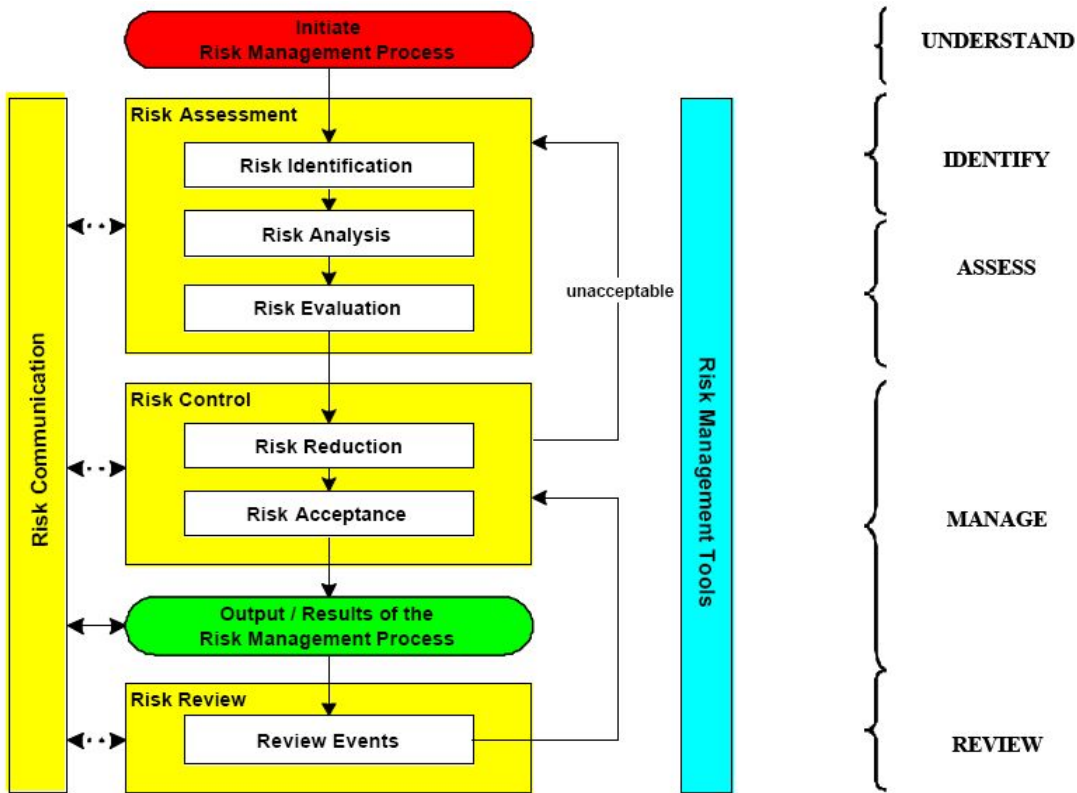 Initiate
Risk Management Process
UNDERSTAND
Risk Assessment
Risk Identification
IDENTIFY
Risk Analysis
ASSESS
Risk Evaluation
unacceptable
Risk Communication
Risk Management Tools
Risk Control
Risk Reduction
Risk Acceptance
MANAGE
Output / Results of the
Risk Management Process
Risk Review
Review Events
REVIEW